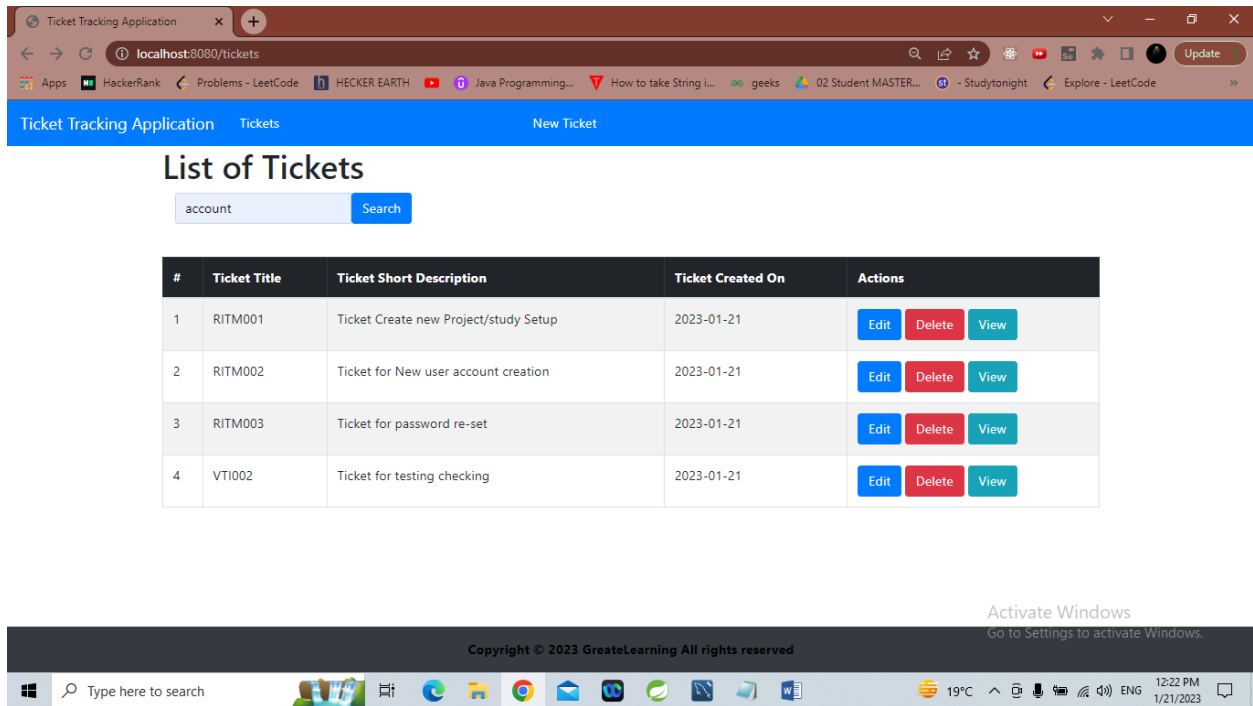 Ticket Tracking Application
localhost:8080/tickets
Update
Apps HackerRank Problems - LeetCode HECKER EARTH Java Programming... How to take String i... geeks 02 Student MASTER... - Studytonight Explore - LeetCode »
Ticket Tracking Application Tickets New Ticket
List of Tickets
account Search
# Ticket Title Ticket Short Description Ticket Created On Actions
1 RITM001 Ticket Create new Project/study Setup 2023-01-21 Edit Delete View
2 RITM002 Ticket for New user account creation 2023-01-21 Edit Delete View
3 RITM003 Ticket for password re-set 2023-01-21 Edit Delete View
4 VTI002 Ticket for testing checking 2023-01-21 Edit Delete View
Activate Windows
Go to Settings to activate Windows.
Copyright © 2023 GreateLearning All rights reserved
Type here to search 19°C ENG 12:22 PM
1/21/2023